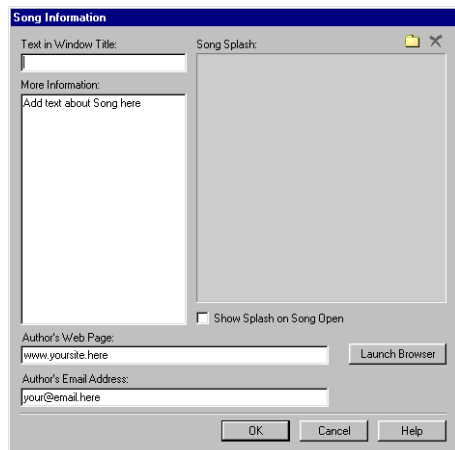 Song Information
Text in Window Title:
Song Splash:
More Information:
Add text about Song here
Show Splash on Song Open
Author's Web Page:
www.yoursite.here
Launch Browser
Author's Email Address:
your@email.here
OK
Cancel
Help